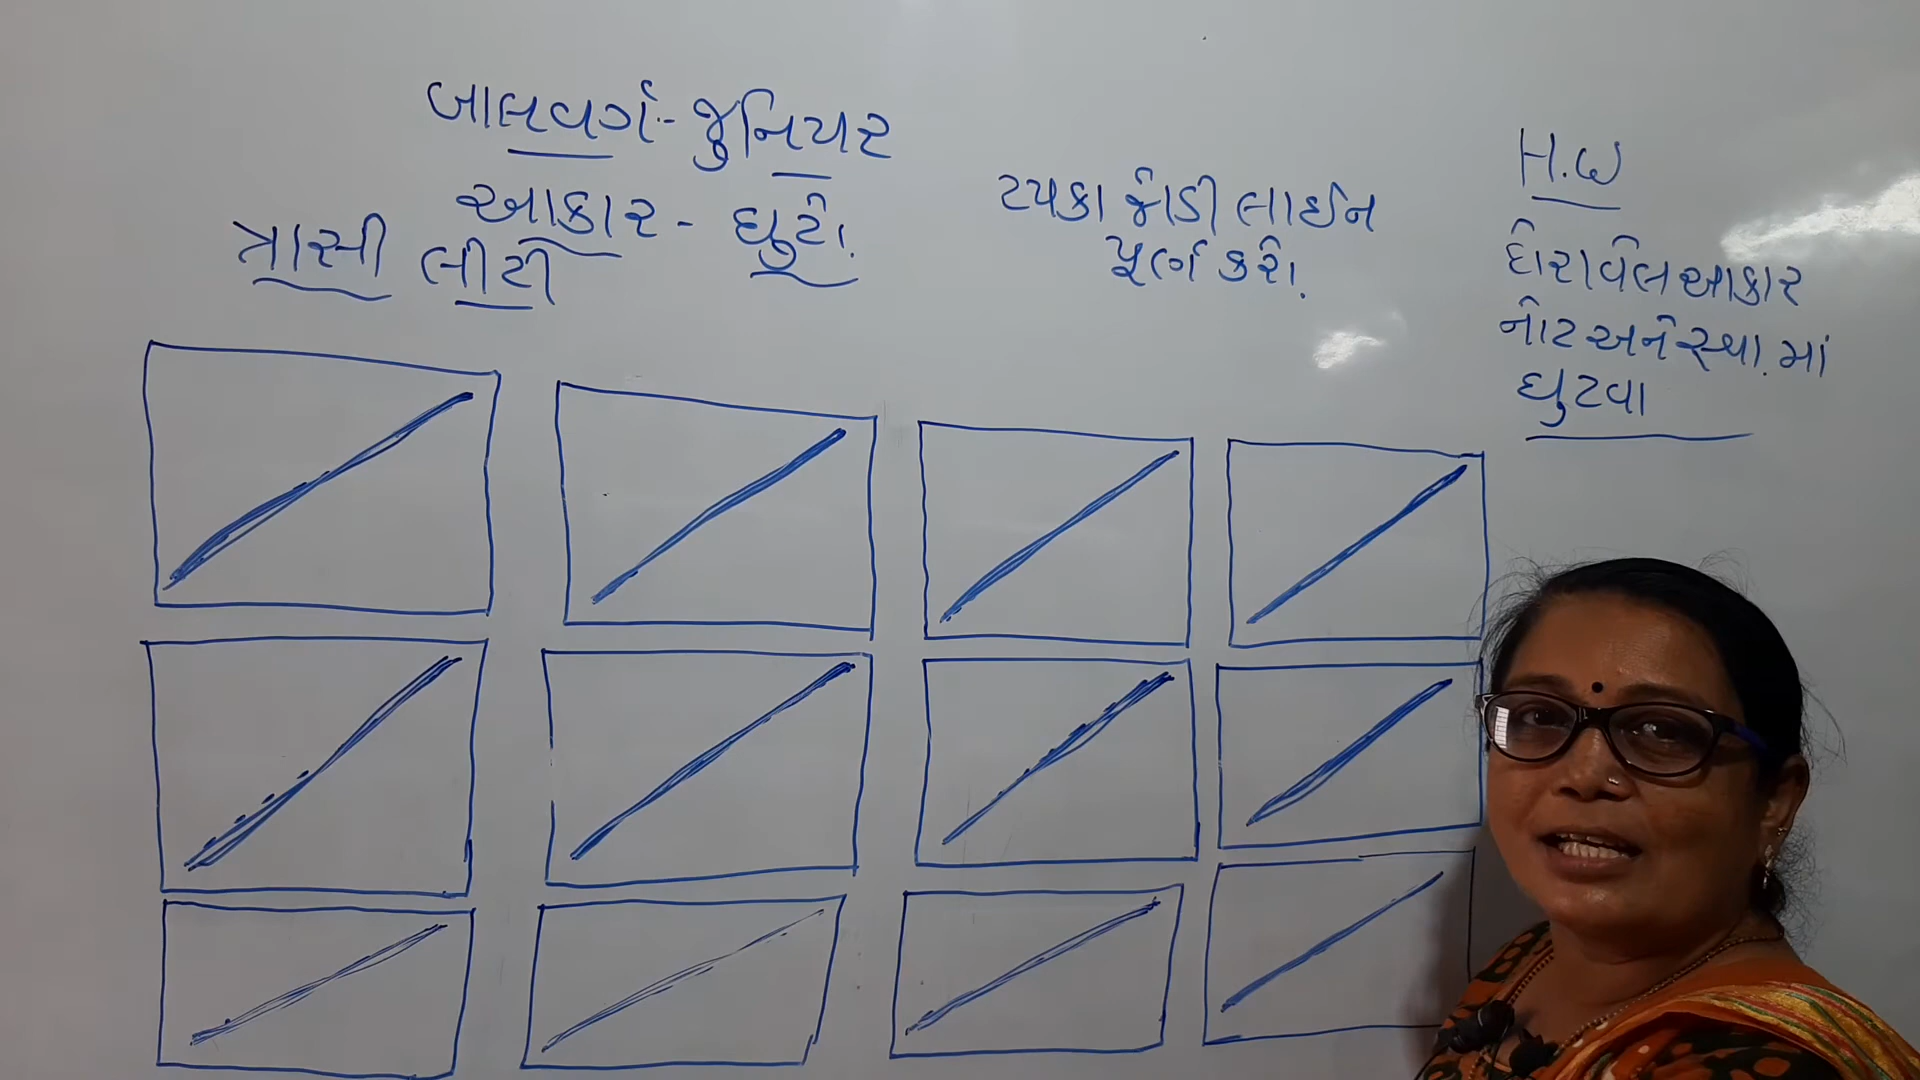 બાલવર્ગ:- જુનિયર
આકાર - ઘુટો.
ત્રાસી લીટી
ટપકા જોડી લાઈન
પૂર્ણ કરો.
H.W
દોરાવેલ આકાર
નોટ અને સ્થા.માં
ઘુટવા